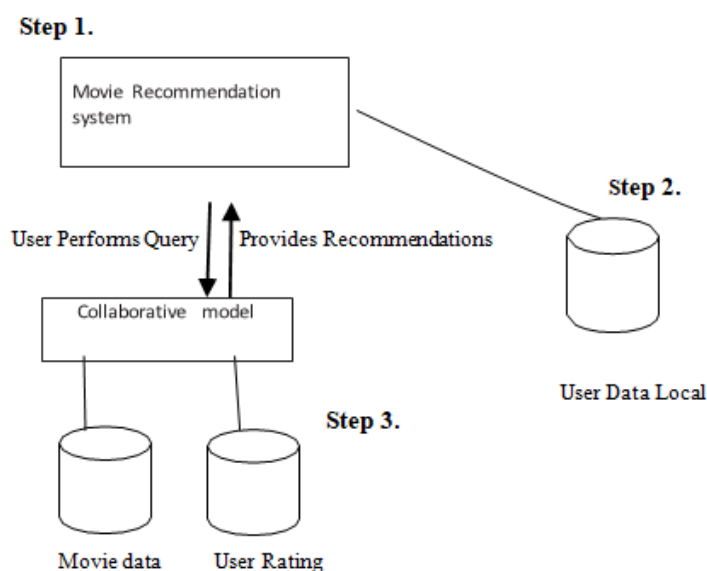 Step 1.
Movie Recommendation
system
Step 2.
User Performs Query
Provides Recommendations
Collaborative model
User Data Local
Step 3.
Movie data
User Rating